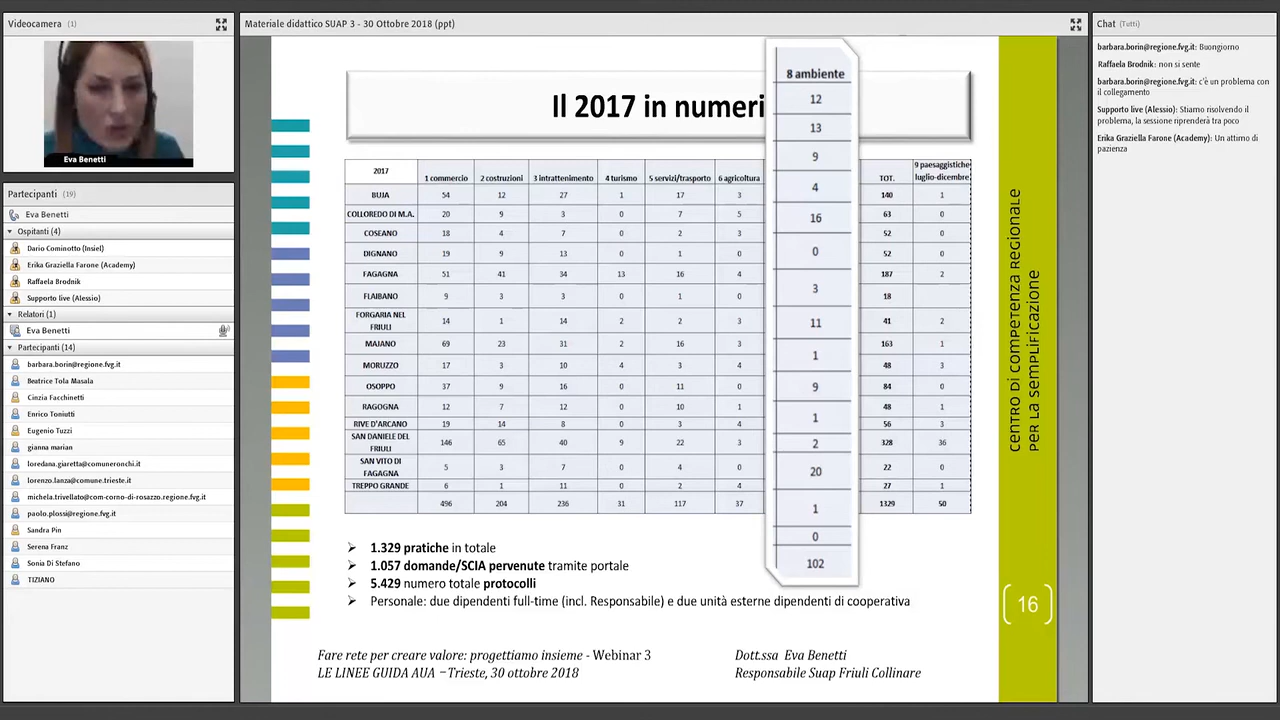 Videocamera (1)
Eva Benetti
Partecipanti (19)
Eva Benetti
Ospitanti (4)
Dario Cominotto (Insiel)
Erika Graziella Farone (Academy)
Raffaela Brodnik
Supporto live (Alessio)
Relatori (1)
Eva Benetti
Partecipanti (14)
barbara.borin@regione.fvg.it
Beatrice Tola Masala
Cinzia Facchinetti
Enrico Toniutti
Eugenio Tuzzi
gianna marian
loredana.giaretta@comuneronchi.it
lorenzo.lanza@comune.trieste.it
michela.trivellato@com-corno-di-rosazzo.regione.fvg.it
paolo.plossi@regione.fvg.it
Sandra Pin
Serena Franz
Sonia Di Stefano
TIZIANO
Materiale didattico SUAP 3 - 30 Ottobre 2018 (ppt)
Il 2017 in numeri
2017 1 commercio 2 costruzioni 3 intrattenimento 4 turismo 5 servizi/trasporto 6 agricoltura TOT. 9 paesaggistiche luglio-dicembre
BUJA 54 12 27 1 17 3 140 1
COLLOREDO DI M.A. 20 9 3 0 7 5 63 0
COSEANO 18 4 7 0 2 3 52 0
DIGNANO 19 9 13 0 1 0 52 0
FAGAGNA 51 41 34 13 16 4 187 2
FLAIBANO 9 3 3 0 1 0 18
FORGARIA NEL FRIULI 14 1 14 2 2 3 41 2
MAJANO 69 23 31 2 16 3 163 1
MORUZZO 17 3 10 4 3 4 48 3
OSOPPO 37 9 16 0 11 0 84 0
RAGOGNA 12 7 12 0 10 1 48 1
RIVE D'ARCANO 19 14 8 0 3 4 56 3
SAN DANIELE DEL FRIULI 146 65 40 9 22 3 328 36
SAN VITO DI FAGAGNA 5 3 7 0 4 0 22 0
TREPPO GRANDE 6 1 11 0 2 4 27 1
496 204 236 31 117 37 1329 50
8 ambiente
12
13
9
4
16
0
3
11
1
9
1
2
20
1
0
102
1.329 pratiche in totale
1.057 domande/SCIA pervenute tramite portale
5.429 numero totale protocolli
Personale: due dipendenti full-time (incl. Responsabile) e due unità esterne dipendenti di cooperativa
Fare rete per creare valore: progettiamo insieme - Webinar 3
LE LINEE GUIDA AUA –Trieste, 30 ottobre 2018
Dott.ssa Eva Benetti
Responsabile Suap Friuli Collinare
CENTRO DI COMPETENZA REGIONALE
PER LA SEMPLIFICAZIONE
16
Chat (Tutti)
barbara.borin@regione.fvg.it: Buongiorno
Raffaela Brodnik: non si sente
barbara.borin@regione.fvg.it: c'è un problema con
il collegamento
Supporto live (Alessio): Stiamo risolvendo il
problema, la sessione riprenderà tra poco
Erika Graziella Farone (Academy): Un attimo di
pazienza